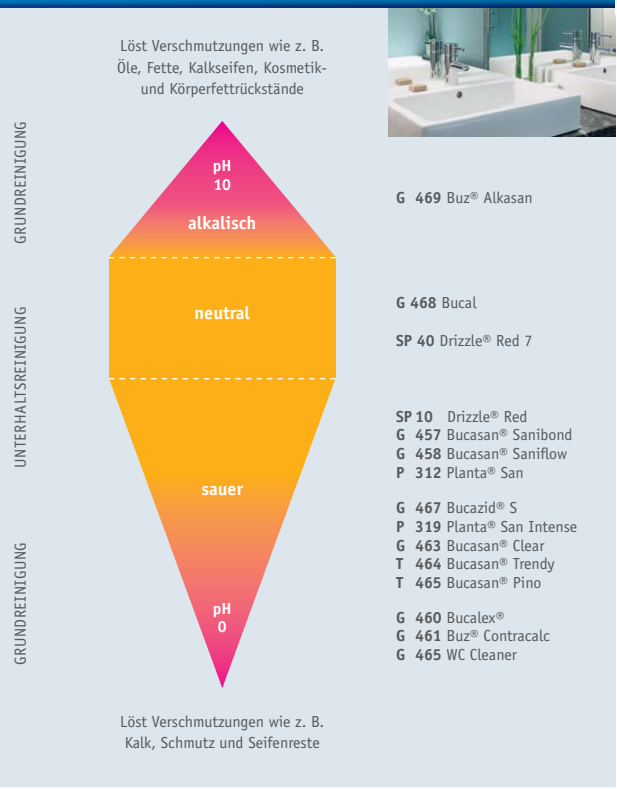 Löst Verschmutzungen wie z. B.
Öle, Fette, Kalkseifen, Kosmetik-
und Körperfettrückstände
GRUNDREINIGUNG
pH
10
alkalisch
G 469 Buz® Alkasan
UNTERHALTSREINIGUNG
neutral
G 468 Bucal
SP 40 Drizzle® Red 7
sauer
SP 10 Drizzle® Red
G 457 Bucasan® Sanibond
G 458 Bucasan® Saniflow
P 312 Planta® San
G 467 Bucazid® S
P 319 Planta® San Intense
G 463 Bucasan® Clear
T 464 Bucasan® Trendy
T 465 Bucasan® Pino
GRUNDREINIGUNG
pH
0
G 460 Bucalex®
G 461 Buz® Contracalc
G 465 WC Cleaner
Löst Verschmutzungen wie z. B.
Kalk, Schmutz und Seifenreste